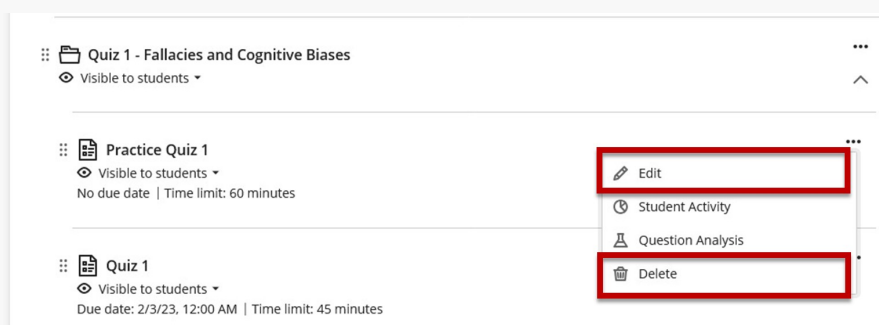 Quiz 1 - Fallacies and Cognitive Biases
Visible to students
Practice Quiz 1
Visible to students
No due date | Time limit: 60 minutes
Edit
Student Activity
Question Analysis
Delete
Quiz 1
Visible to students
Due date: 2/3/23, 12:00 AM | Time limit: 45 minutes